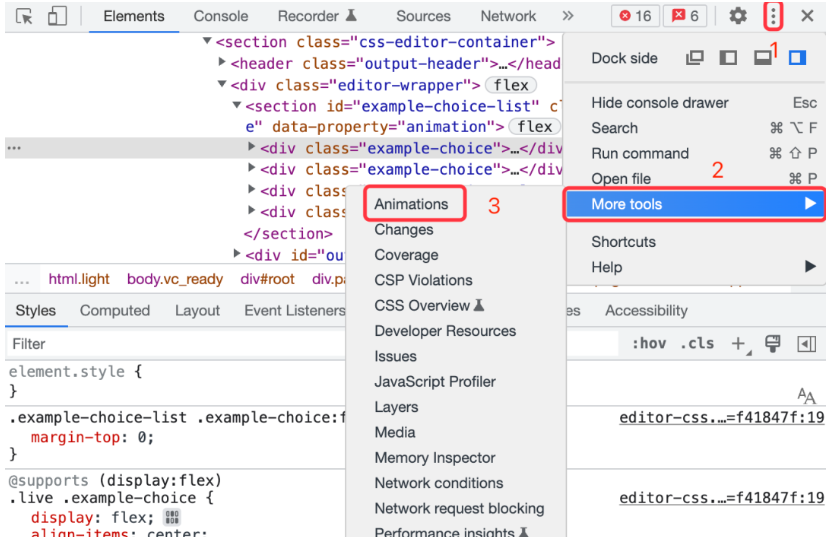 Elements Console Recorder Sources Network » 16 6
1
<section class="css-editor-container">
<header class="output-header">…</head
<div class="editor-wrapper"> flex
<section id="example-choice-list" cl
e" data-property="animation"> flex
<div class="example-choice">…</div
<div class="example-choice">…</div
<div clas
<div clas
</section>
<div id="ou
... html.light body.vc_ready div#root div.pa
Dock side
Hide console drawer Esc
Search ⌘ ⌥ F
Run command ⌘ ⇧ P
2
Open file ⌘ P
More tools
Shortcuts
Help
Animations
3
Changes
Coverage
CSP Violations
CSS Overview
Developer Resources
Issues
JavaScript Profiler
Layers
Media
Memory Inspector
Network conditions
Network request blocking
Performance insights
Styles Computed Layout Event Listeners es Accessibility
Filter :hov .cls +
element.style {
}
AA
.example-choice-list .example-choice:f editor-css.…=f41847f:19
margin-top: 0;
}
@supports (display:flex)
.live .example-choice { editor-css.…=f41847f:19
display: flex;
align-items: center;